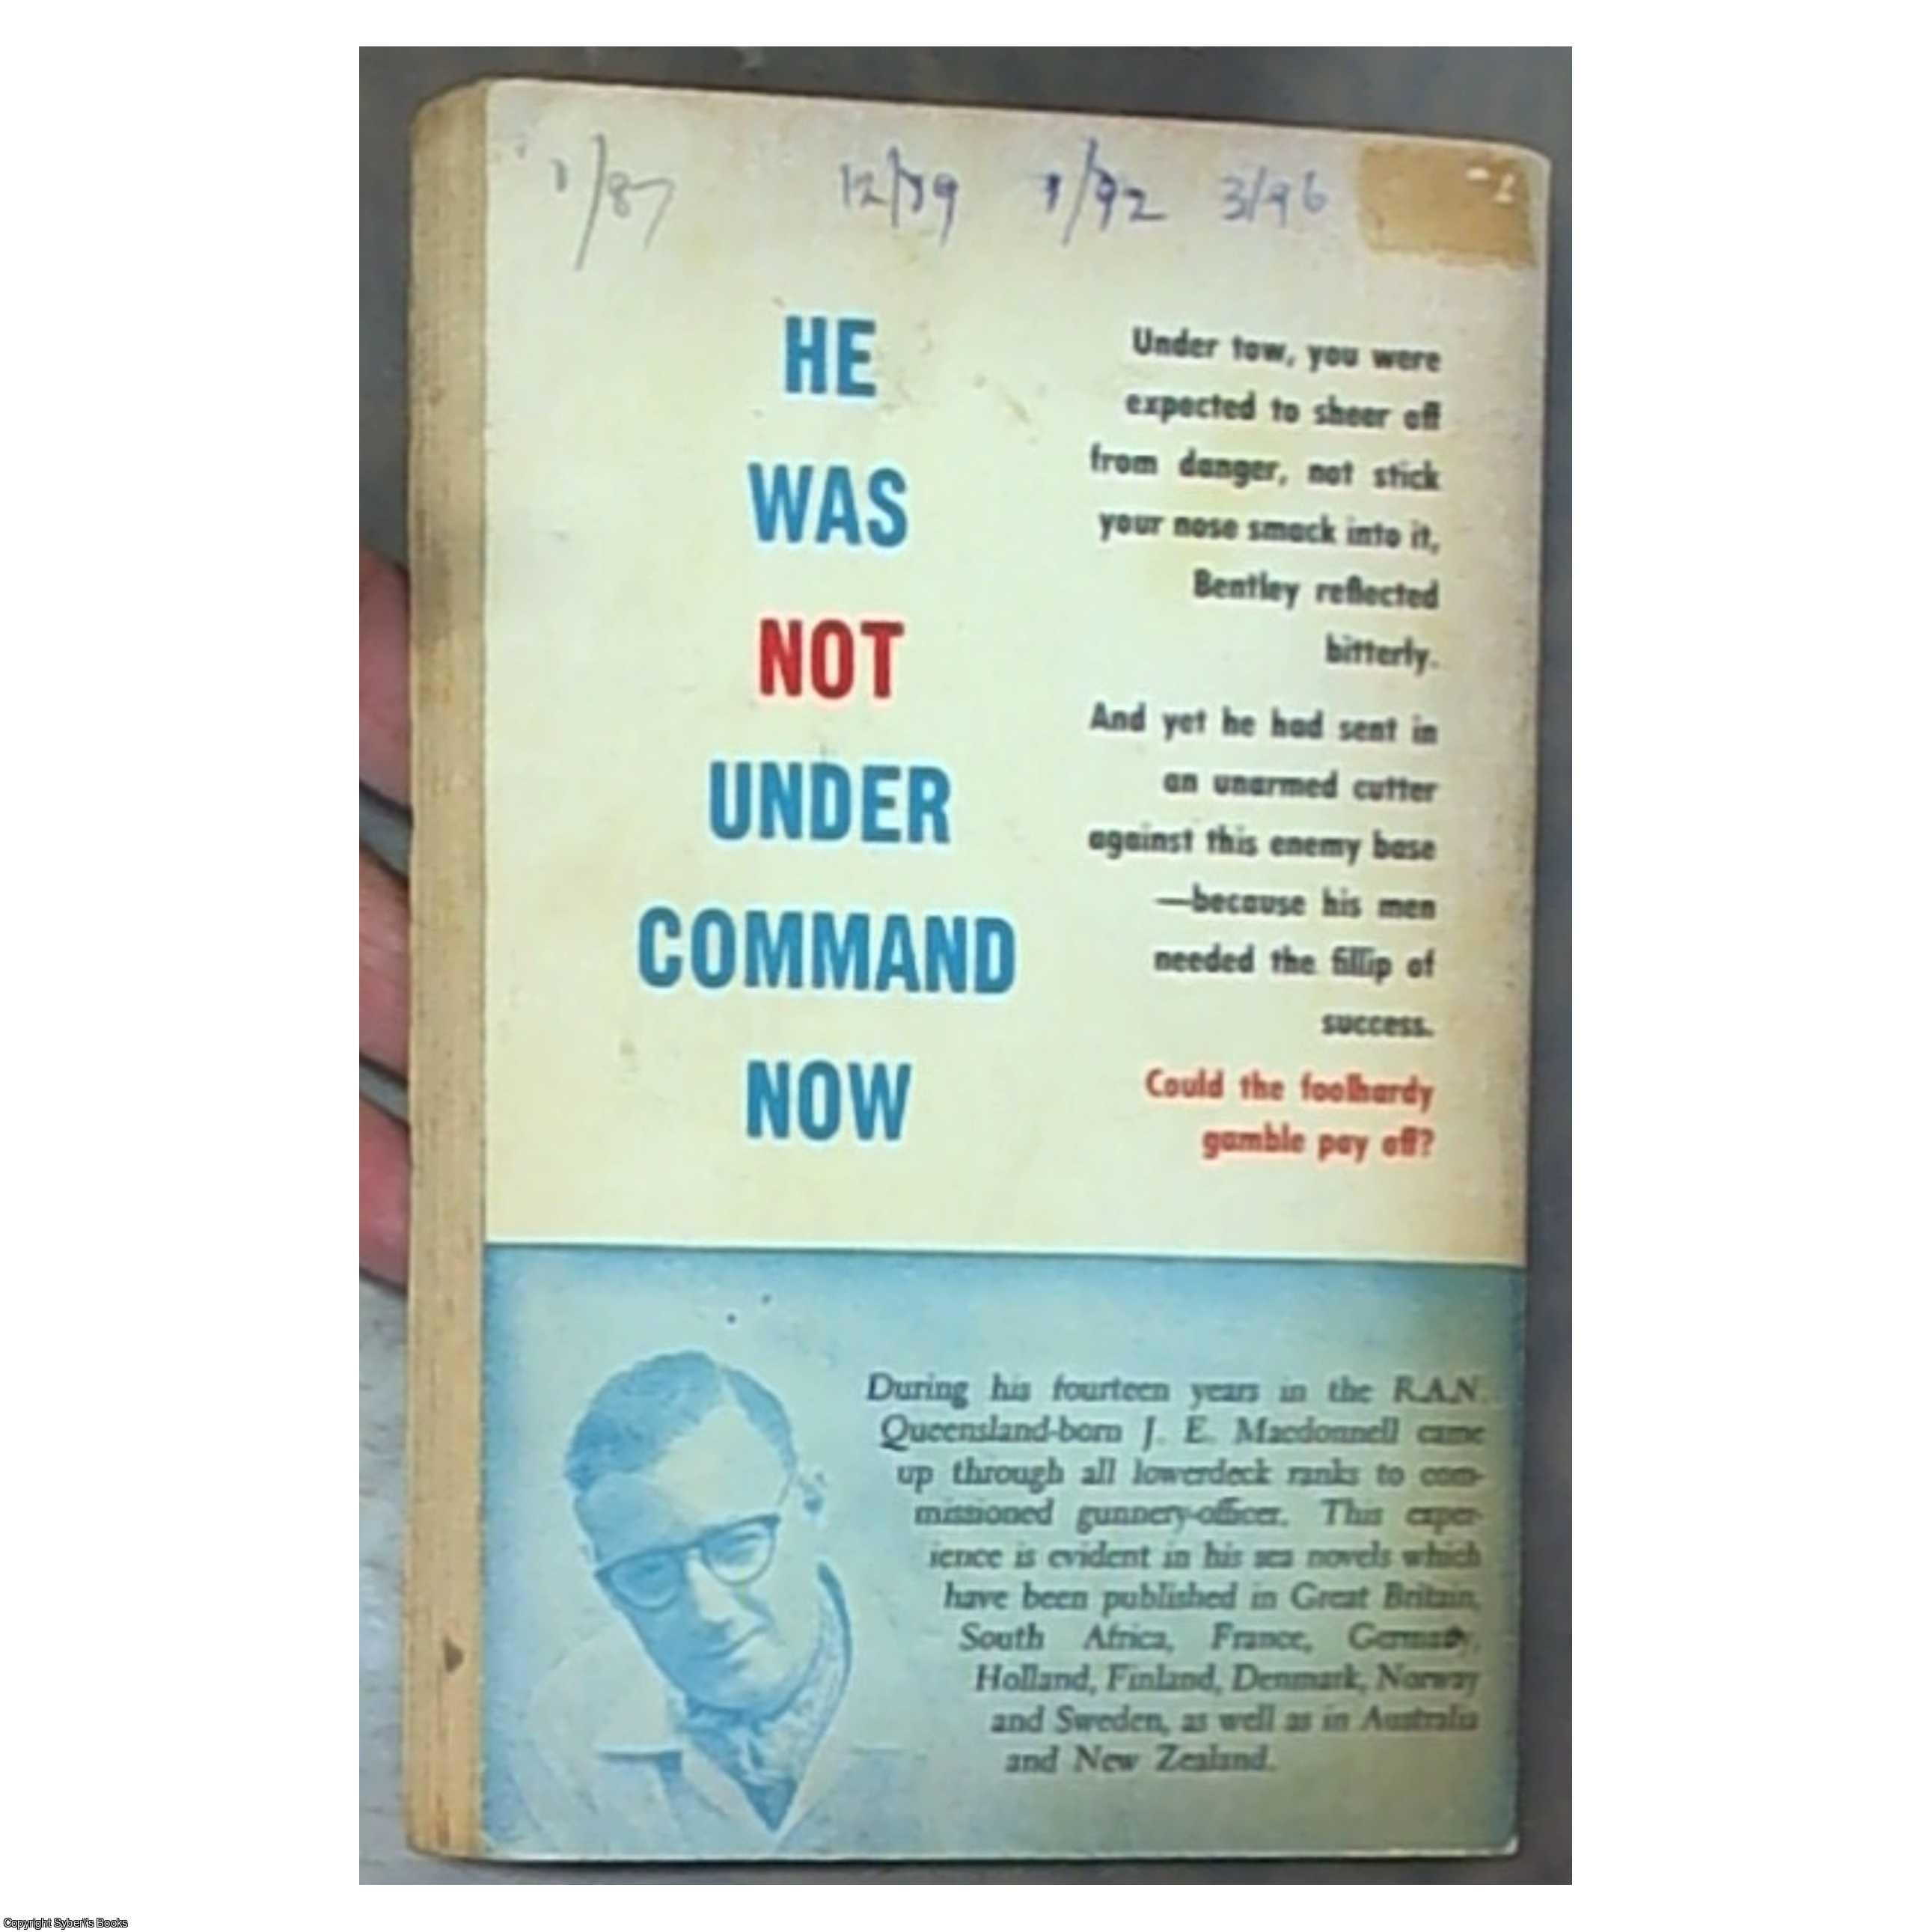 1/87 12/89 1/92 3/96
HE
WAS
NOT
UNDER
COMMAND
NOW
Under tow, you were
expected to sheer off
from danger, not stick
your nose smack into it,
Bentley reflected
bitterly.
And yet he had sent in
an unarmed cutter
against this enemy base
—because his men
needed the fillip of
success.
Could the foolhardy
gamble pay off?
During his fourteen years in the R.A.N.
Queensland-born J. E. Macdonnell came
up through all lowerdeck ranks to com-
missioned gunnery-officer. This exper-
ience is evident in his sea novels which
have been published in Great Britain,
South Africa, France, Germany,
Holland, Finland, Denmark, Norway
and Sweden, as well as in Australia
and New Zealand.
Copyright Syber\'s Books